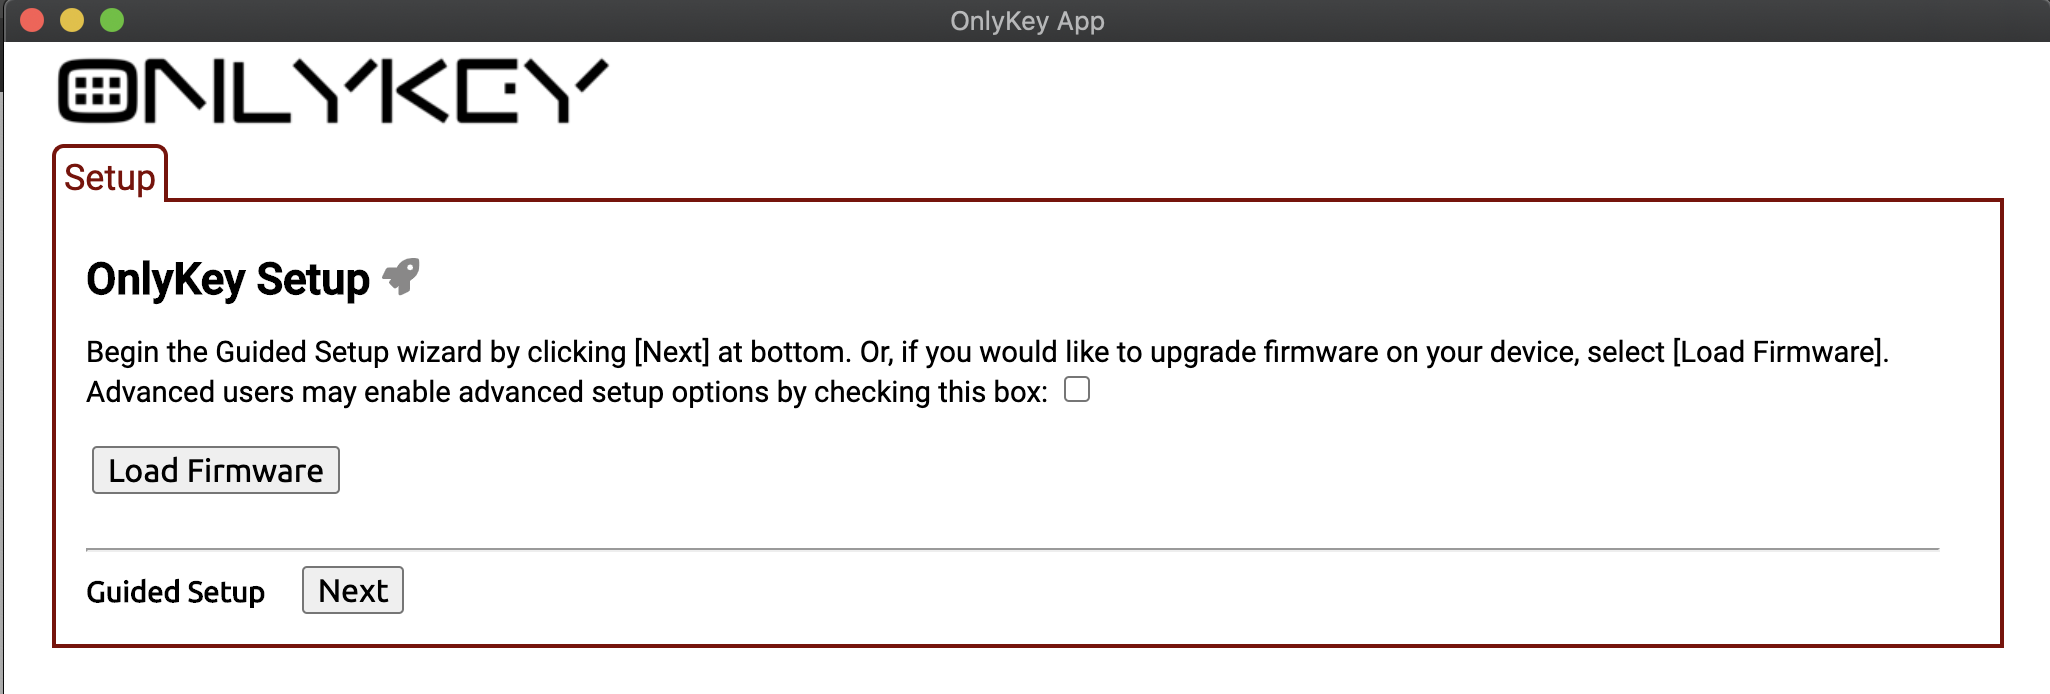 OnlyKey App
ONLYKEY
Setup
OnlyKey Setup
Begin the Guided Setup wizard by clicking [Next] at bottom. Or, if you would like to upgrade firmware on your device, select [Load Firmware].
Advanced users may enable advanced setup options by checking this box:
Load Firmware
Guided Setup Next